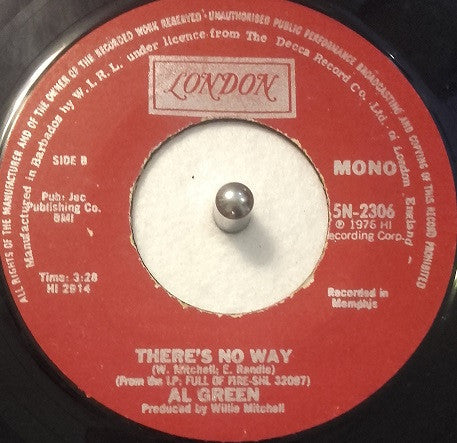 ALL RIGHTS OF THE MANUFACTURER AND OF THE OWNER OF THE RECORDED WORK RESERVED - UNAUTHORISED PUBLIC PERFORMANCE BROADCASTING AND COPYING OF THIS RECORD PROHIBITED
Manufactured in Barbados by W.I.R.L. under licence from The Decca Record Co., Ltd., of London, England
LONDON
SIDE B
MONO
Pub: Jac
Publishing Co.
BMI
5N-2306
℗ 1976 HI
ecording Corp.
Time: 3:28
HI 2914
Recorded in
Memphis
THERE'S NO WAY
(W. Mitchell; E. Randle)
(From the LP: FULL OF FIRE-SHL 32097)
AL GREEN
Produced by Willie Mitchell